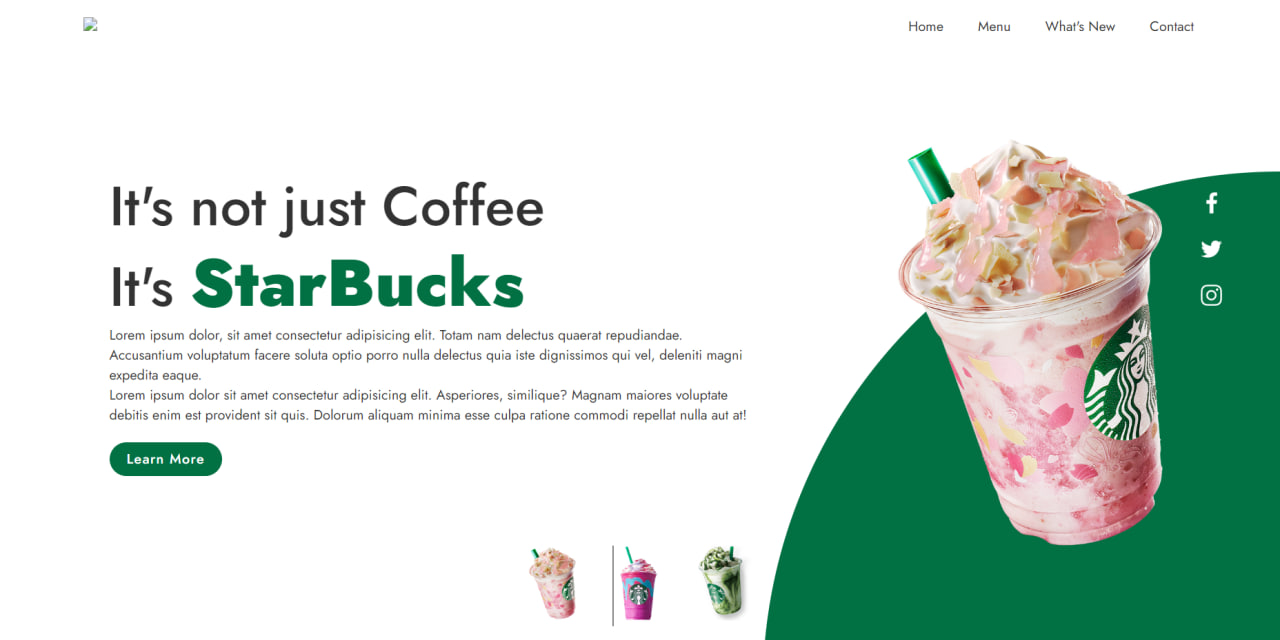 Home Menu What's New Contact
It's not just Coffee
It's StarBucks
Lorem ipsum dolor, sit amet consectetur adipisicing elit. Totam nam delectus quaerat repudiandae.
Accusantium voluptatum facere soluta optio porro nulla delectus quia iste dignissimos qui vel, deleniti magni
expedita eaque.
Lorem ipsum dolor sit amet consectetur adipisicing elit. Asperiores, similique? Magnam maiores voluptate
debitis enim est provident sit quis. Dolorum aliquam minima esse culpa ratione commodi repellat nulla aut at!
Learn More